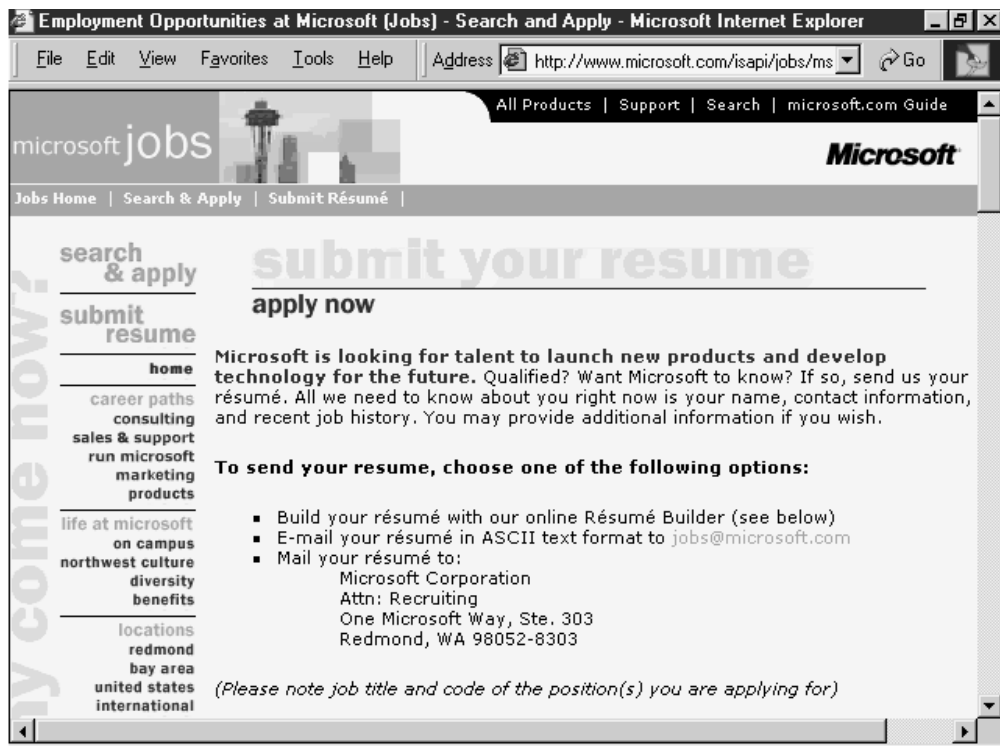 Employment Opportunities at Microsoft (Jobs) - Search and Apply - Microsoft Internet Explorer
File Edit View Favorites Tools Help Address http://www.microsoft.com/isapi/jobs/ms Go
All Products | Support | Search | microsoft.com Guide
microsoft jobs
Microsoft
Jobs Home | Search & Apply | Submit Résumé |
search
& apply
submit
resume
home
career paths
consulting
sales & support
run microsoft
marketing
products
life at microsoft
on campus
northwest culture
diversity
benefits
locations
redmond
bay area
united states
international
come now?
submit your resume
apply now
Microsoft is looking for talent to launch new products and develop
technology for the future. Qualified? Want Microsoft to know? If so, send us your
résumé. All we need to know about you right now is your name, contact information,
and recent job history. You may provide additional information if you wish.
To send your resume, choose one of the following options:
▪ Build your résumé with our online Résumé Builder (see below)
▪ E-mail your résumé in ASCII text format to jobs@microsoft.com
▪ Mail your résumé to:
Microsoft Corporation
Attn: Recruiting
One Microsoft Way, Ste. 303
Redmond, WA 98052-8303
(Please note job title and code of the position(s) you are applying for)